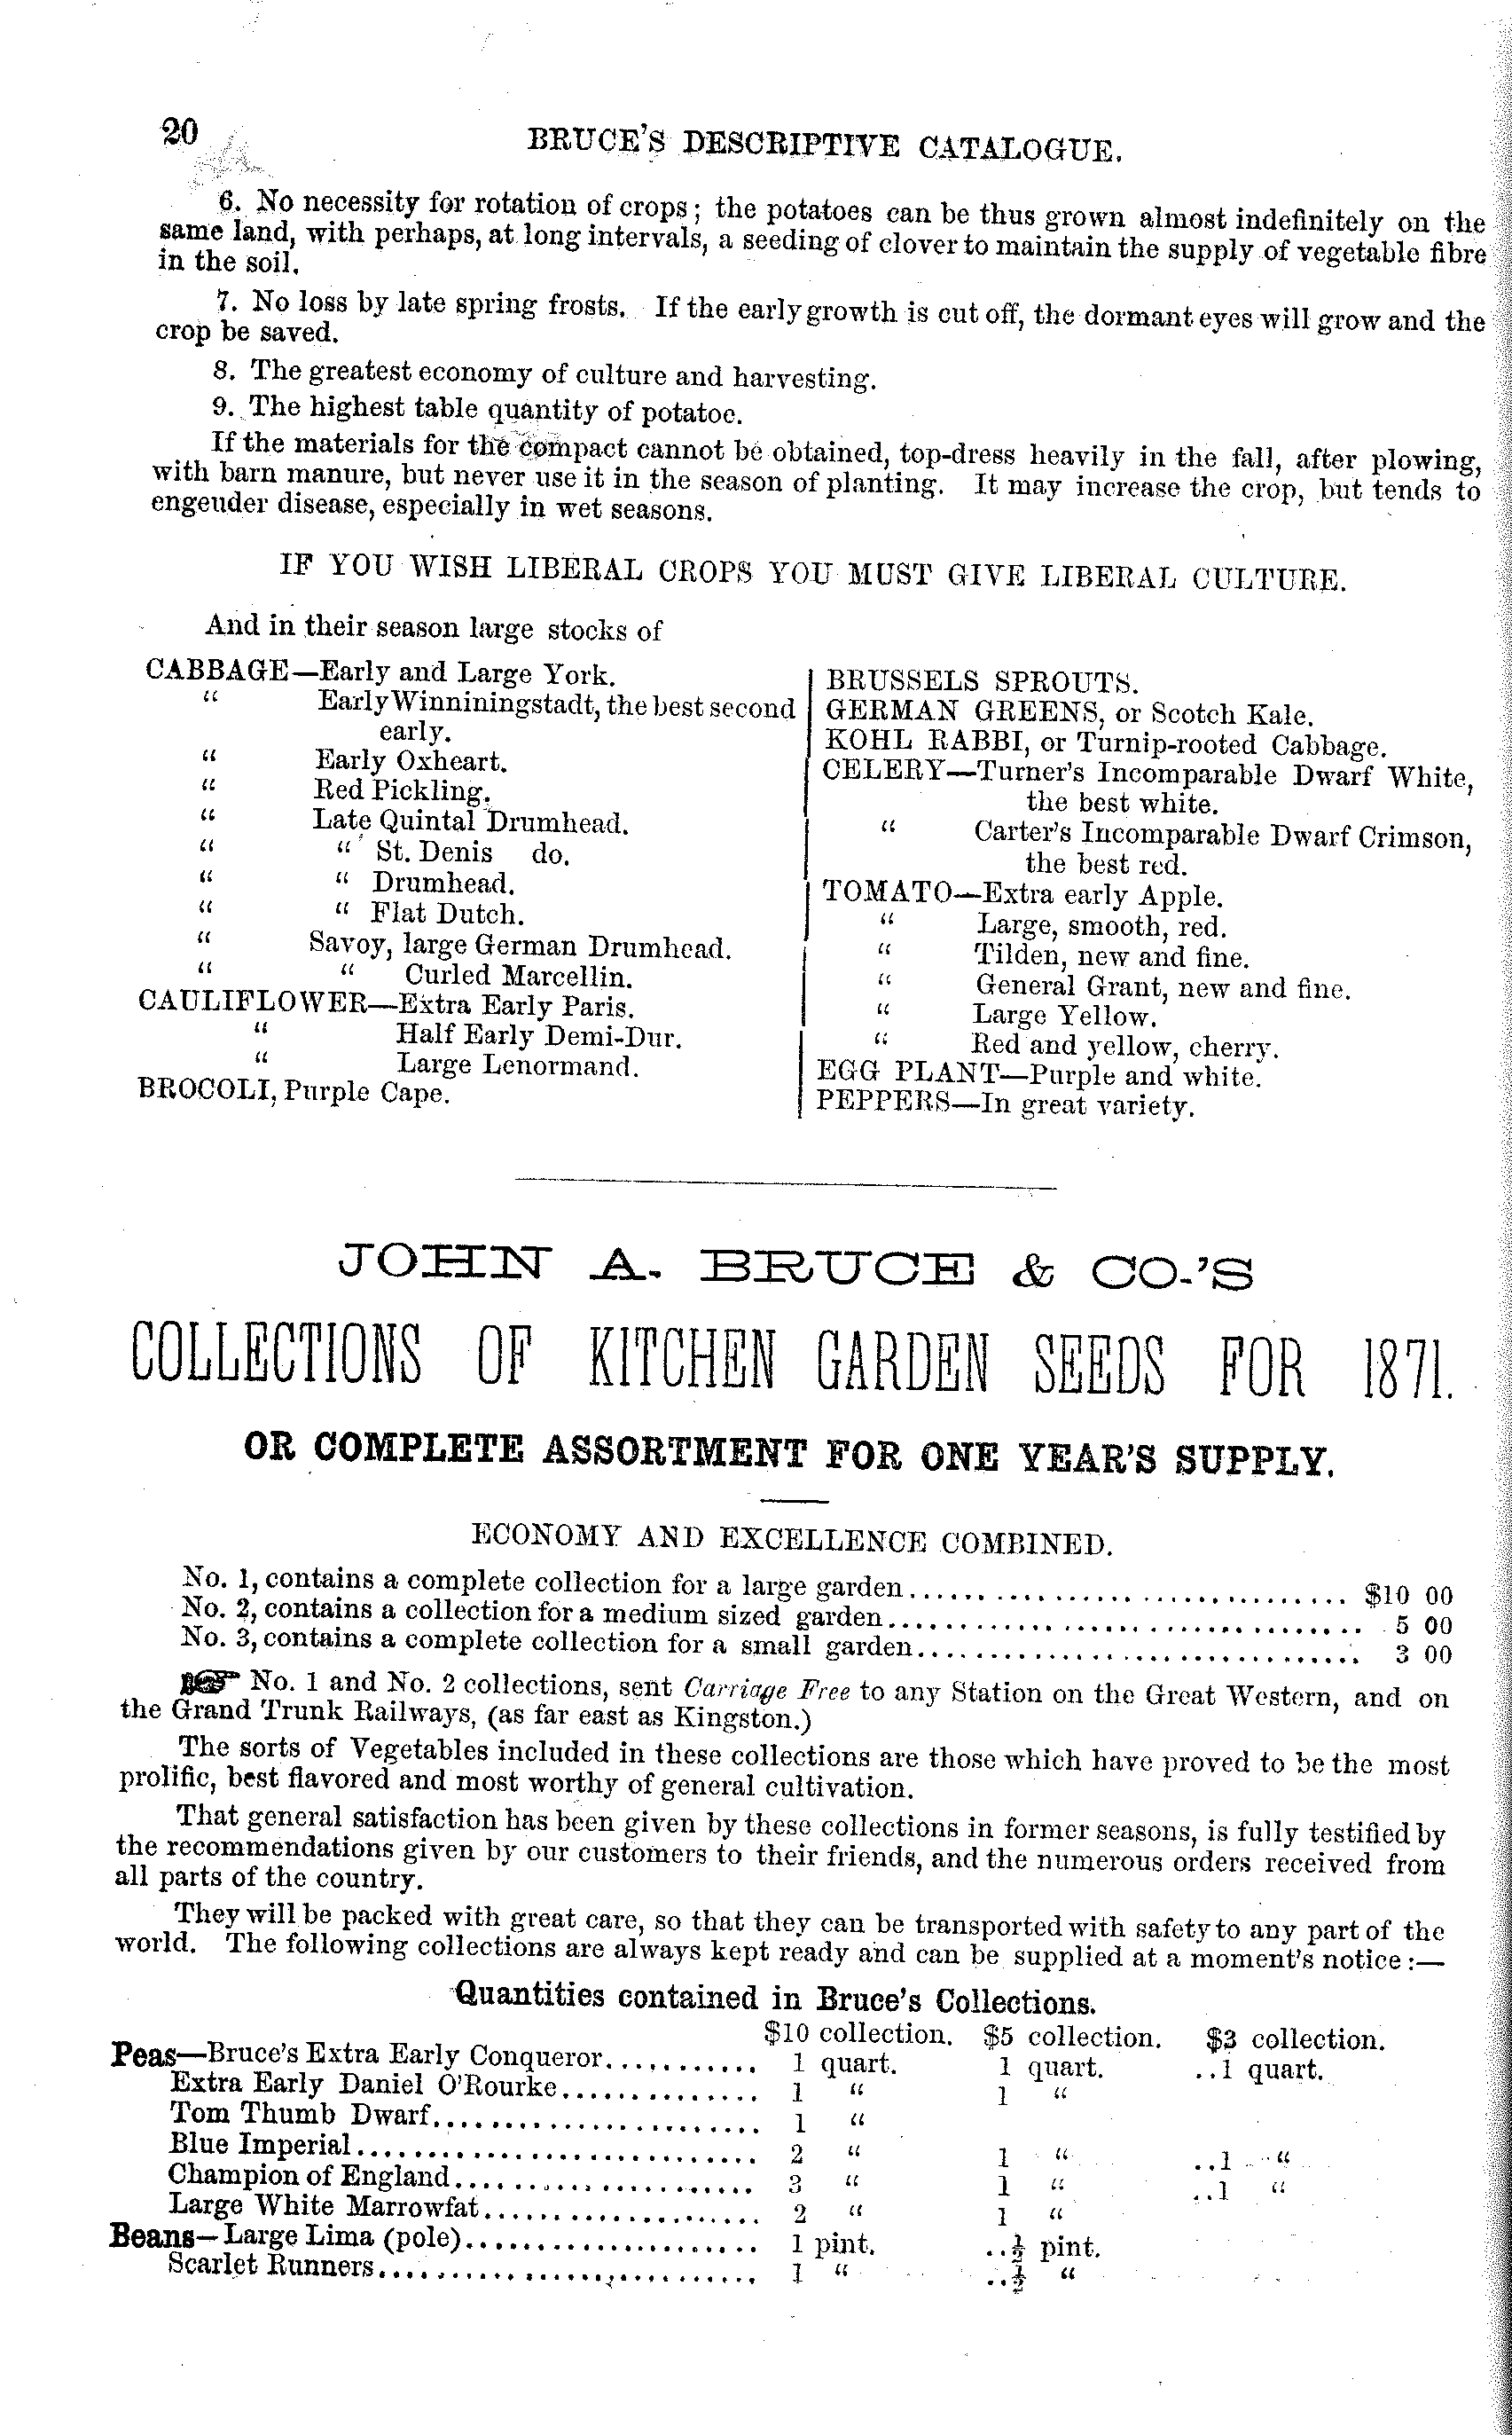 20
BRUCE'S DESCRIPTIVE CATALOGUE.
6. No necessity for rotation of crops; the potatoes can be thus grown almost indefinitely on the
same land, with perhaps, at long intervals, a seeding of clover to maintain the supply of vegetable fibre
in the soil.
7. No loss by late spring frosts. If the early growth is cut off, the dormant eyes will grow and the
crop be saved.
8. The greatest economy of culture and harvesting.
9. The highest table quantity of potatoe.
If the materials for the compact cannot be obtained, top-dress heavily in the fall, after plowing,
with barn manure, but never use it in the season of planting. It may increase the crop, but tends to
engeuder disease, especially in wet seasons.
IF YOU WISH LIBERAL CROPS YOU MUST GIVE LIBERAL CULTURE.
And in their season large stocks of
CABBAGE—Early and Large York.
" Early Winniningstadt, the best second
early.
" Early Oxheart.
" Red Pickling.
" Late Quintal Drumhead.
" " St. Denis do.
" " Drumhead.
" " Flat Dutch.
" Savoy, large German Drumhead.
" " Curled Marcellin.
CAULIFLOWER—Extra Early Paris.
" Half Early Demi-Dur.
" Large Lenormand.
BROCOLI, Purple Cape.
BRUSSELS SPROUTS.
GERMAN GREENS, or Scotch Kale.
KOHL RABBI, or Turnip-rooted Cabbage.
CELERY—Turner's Incomparable Dwarf White,
the best white.
" Carter's Incomparable Dwarf Crimson,
the best red.
TOMATO—Extra early Apple.
" Large, smooth, red.
" Tilden, new and fine.
" General Grant, new and fine.
" Large Yellow.
" Red and yellow, cherry.
EGG PLANT—Purple and white.
PEPPERS—In great variety.
JOHN A. BRUCE & CO.'S
COLLECTIONS OF KITCHEN GARDEN SEEDS FOR 1871.
OR COMPLETE ASSORTMENT FOR ONE YEAR'S SUPPLY.
ECONOMY AND EXCELLENCE COMBINED.
No. 1, contains a complete collection for a large garden.............................. $10 00
No. 2, contains a collection for a medium sized garden................................ 5 00
No. 3, contains a complete collection for a small garden.............................. 3 00
☞ No. 1 and No. 2 collections, sent Carriage Free to any Station on the Great Western, and on
the Grand Trunk Railways, (as far east as Kingston.)
The sorts of Vegetables included in these collections are those which have proved to be the most
prolific, best flavored and most worthy of general cultivation.
That general satisfaction has been given by these collections in former seasons, is fully testified by
the recommendations given by our customers to their friends, and the numerous orders received from
all parts of the country.
They will be packed with great care, so that they can be transported with safety to any part of the
world. The following collections are always kept ready and can be supplied at a moment's notice:—
Quantities contained in Bruce's Collections.
$10 collection. $5 collection. $3 collection.
Peas—Bruce's Extra Early Conqueror........... 1 quart. 1 quart. ..1 quart.
Extra Early Daniel O'Rourke.............. 1 " 1 "
Tom Thumb Dwarf....................... 1 "
Blue Imperial............................ 2 " 1 " ..1 "
Champion of England..................... 3 " 1 " ..1 "
Large White Marrowfat.................... 2 " 1 "
Beans—Large Lima (pole)..................... 1 pint. ..½ pint.
Scarlet Runners........................... 1 " ..½ "